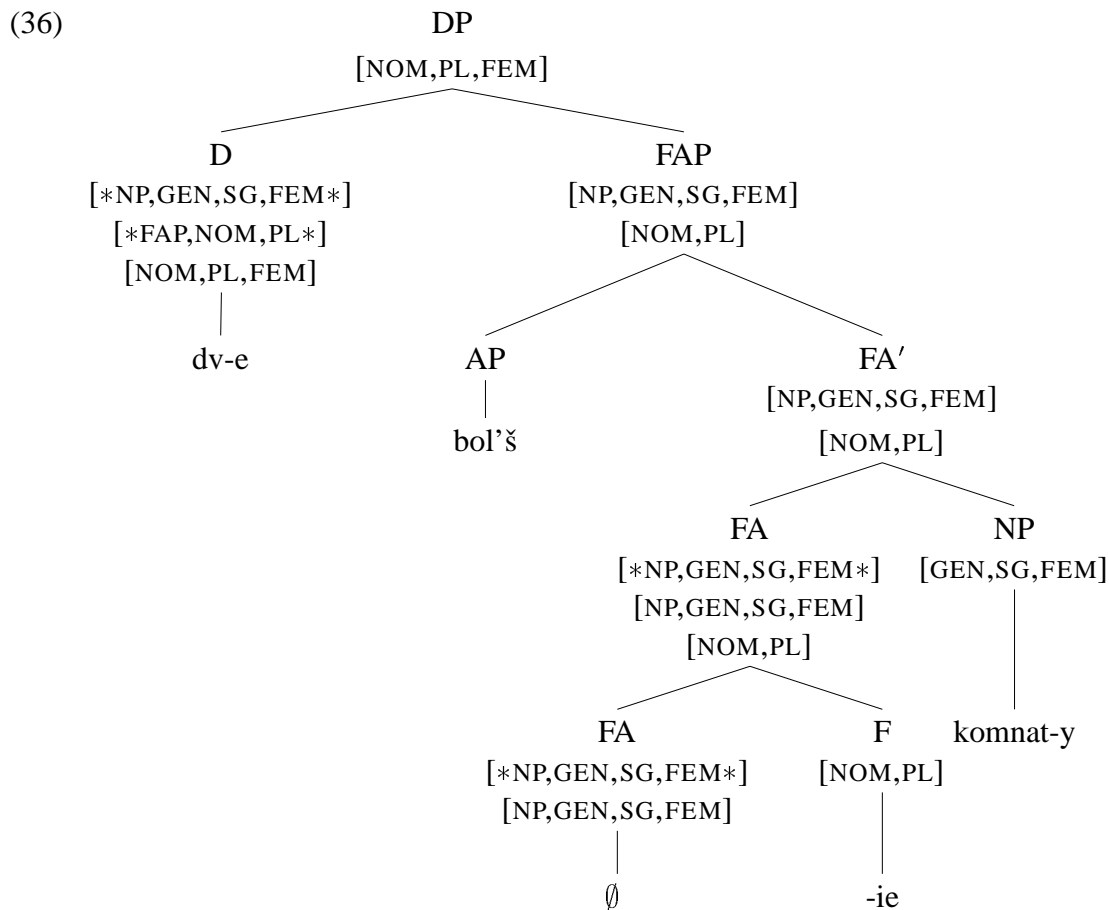 (36) DP
[NOM,PL,FEM]
D FAP
[∗NP,GEN,SG,FEM∗] [NP,GEN,SG,FEM]
[∗FAP,NOM,PL∗] [NOM,PL]
[NOM,PL,FEM]
dv-e AP FA′
[NP,GEN,SG,FEM]
bol'š [NOM,PL]
FA NP
[∗NP,GEN,SG,FEM∗] [GEN,SG,FEM]
[NP,GEN,SG,FEM]
[NOM,PL]
FA F komnat-y
[∗NP,GEN,SG,FEM∗] [NOM,PL]
[NP,GEN,SG,FEM]
∅ -ie